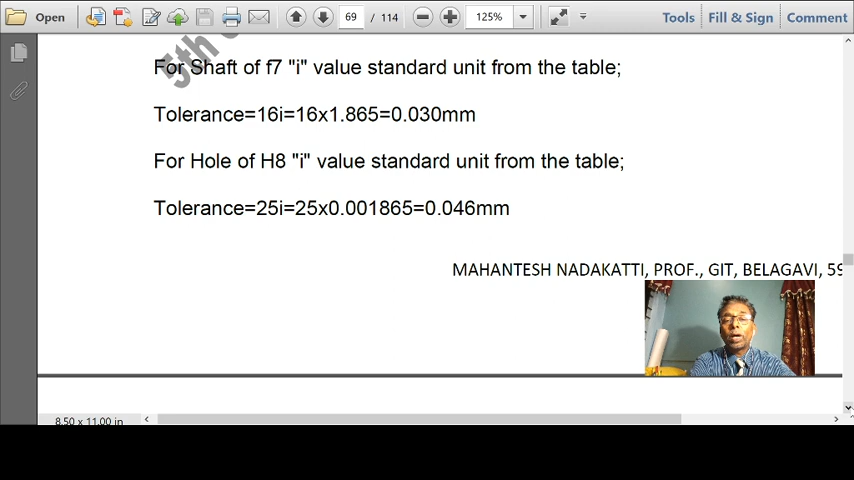 Open 69 / 114 125% Tools Fill & Sign Comment
5th
For Shaft of f7 "i" value standard unit from the table;
Tolerance=16i=16x1.865=0.030mm
For Hole of H8 "i" value standard unit from the table;
Tolerance=25i=25x0.001865=0.046mm
MAHANTESH NADAKATTI, PROF., GIT, BELAGAVI, 59
8.50 x 11.00 in